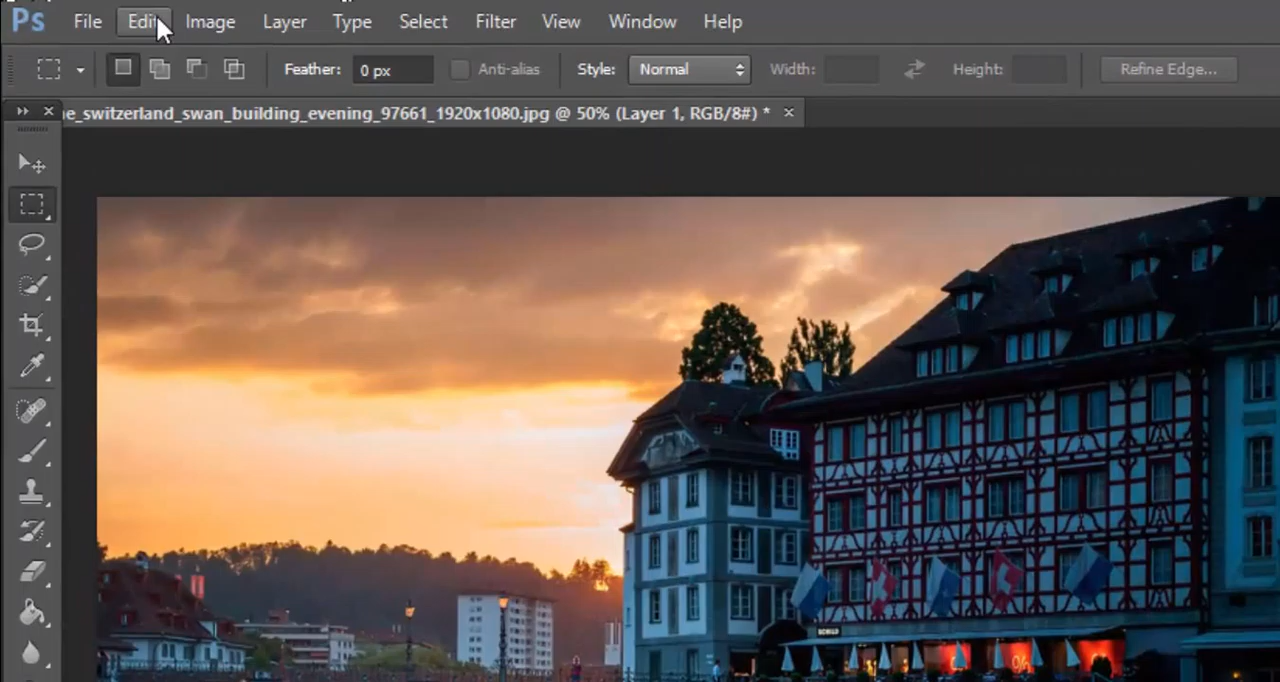 Ps File Edit Image Layer Type Select Filter View Window Help
Feather: 0 px Anti-alias Style: Normal Width: Height: Refine Edge...
e_switzerland_swan_building_evening_97661_1920x1080.jpg @ 50% (Layer 1, RGB/8#) * ×
SCHILD
%